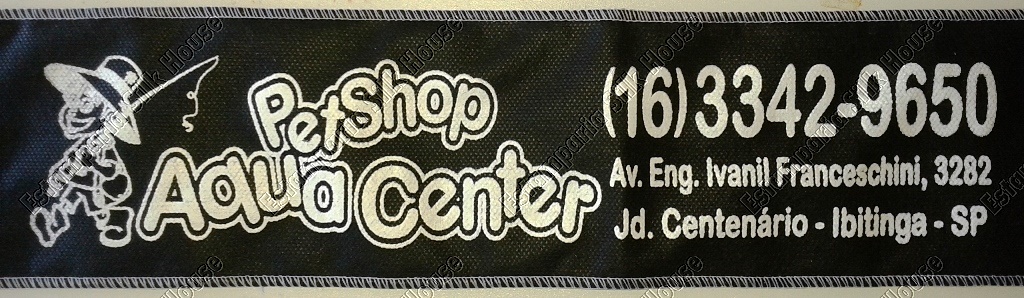 PetShop
Aqua Center
(16)3342-9650
Av. Eng. Ivanil Franceschini, 3282
Jd. Centenário - Ibitinga - SP